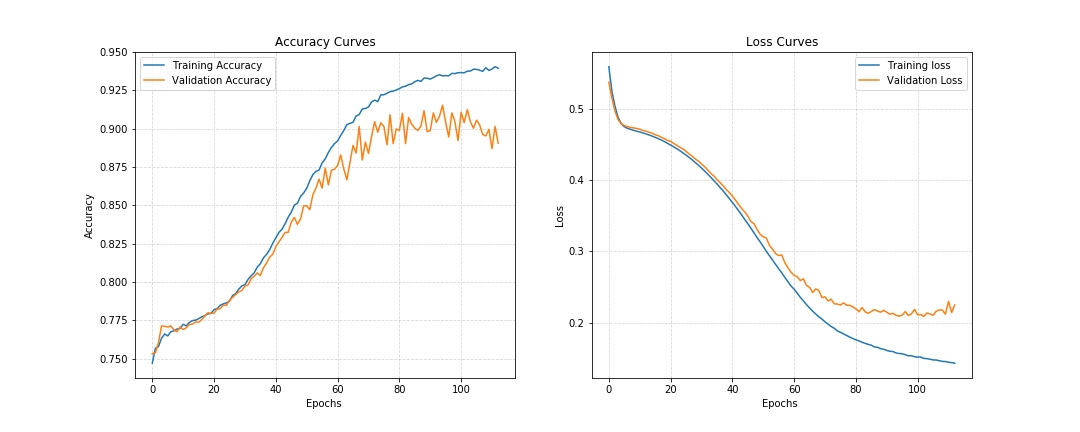 Accuracy Curves
Training Accuracy
Validation Accuracy
0.950
0.925
0.900
0.875
0.850
0.825
0.800
0.775
0.750
Accuracy
0 20 40 60 80 100
Epochs
Loss Curves
Training loss
Validation Loss
0.5
0.4
0.3
0.2
Loss
0 20 40 60 80 100
Epochs